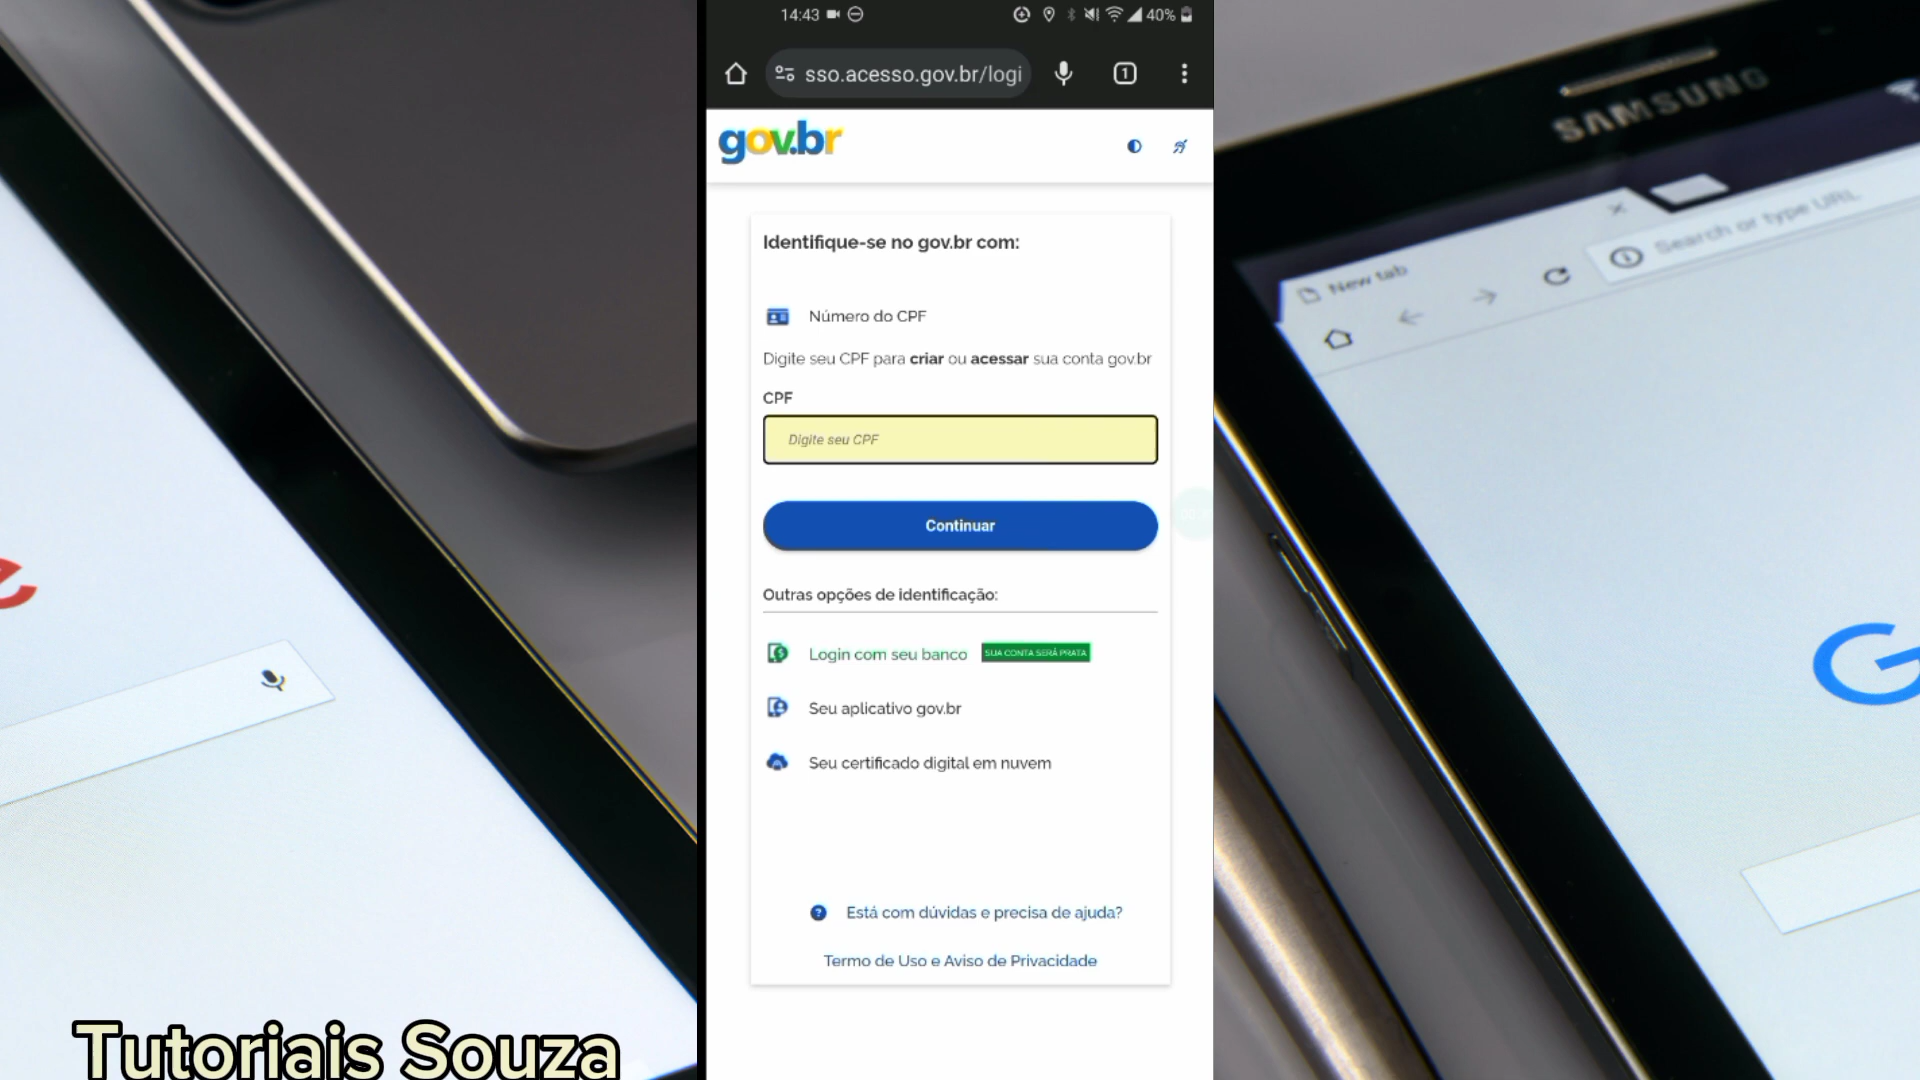 14:43
40%
sso.acesso.gov.br/logi
1
gov.br
Identifique-se no gov.br com:
Número do CPF
Digite seu CPF para criar ou acessar sua conta gov.br
CPF
Digite seu CPF
Continuar
Outras opções de identificação:
Login com seu banco SUA CONTA SERÁ PRATA
Seu aplicativo gov.br
Seu certificado digital em nuvem
Está com dúvidas e precisa de ajuda?
Termo de Uso e Aviso de Privacidade
SAMSUNG
New tab
Search or type URL
e
G
Tutoriais Souza